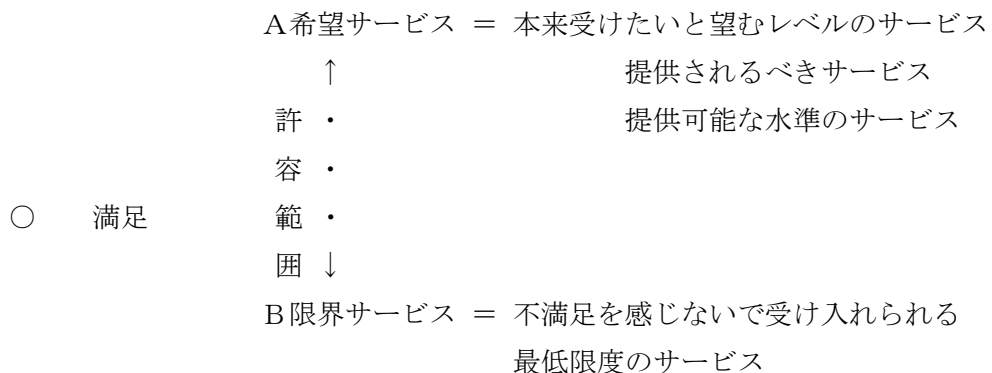 A希望サービス ＝ 本来受けたいと望むレベルのサービス
↑ 提供されるべきサービス
許 ・ 提供可能な水準のサービス
容 ・
○ 満足 範 ・
囲 ↓
B限界サービス ＝ 不満足を感じないで受け入れられる
最低限度のサービス